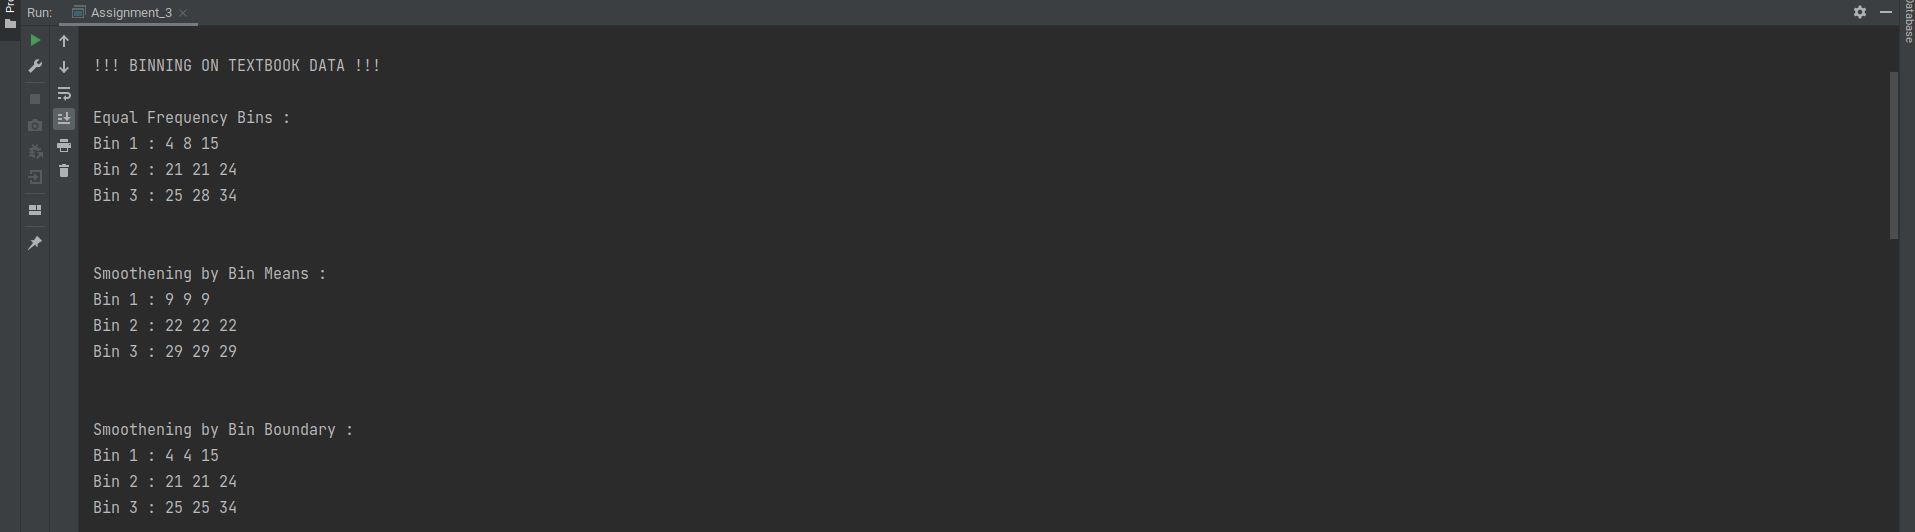 Pro
Run: Assignment_3
Database
!!! BINNING ON TEXTBOOK DATA !!!
Equal Frequency Bins :
Bin 1 : 4 8 15
Bin 2 : 21 21 24
Bin 3 : 25 28 34
Smoothening by Bin Means :
Bin 1 : 9 9 9
Bin 2 : 22 22 22
Bin 3 : 29 29 29
Smoothening by Bin Boundary :
Bin 1 : 4 4 15
Bin 2 : 21 21 24
Bin 3 : 25 25 34